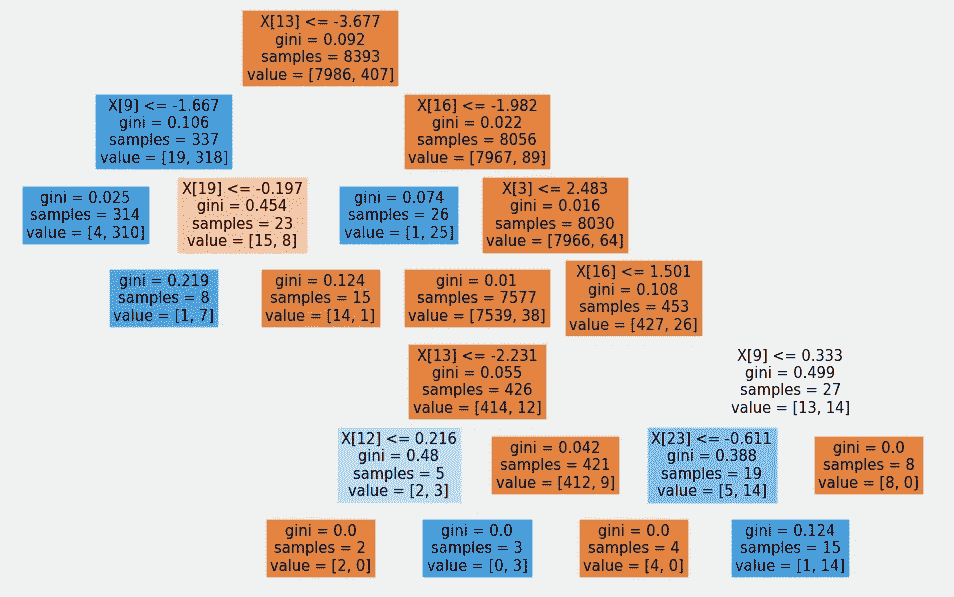 X[13] <= -3.677
gini = 0.092
samples = 8393
value = [7986, 407]
X[9] <= -1.667
gini = 0.106
samples = 337
value = [19, 318]
X[16] <= -1.982
gini = 0.022
samples = 8056
value = [7967, 89]
gini = 0.025
samples = 314
value = [4, 310]
X[19] <= -0.197
gini = 0.454
samples = 23
value = [15, 8]
gini = 0.074
samples = 26
value = [1, 25]
X[3] <= 2.483
gini = 0.016
samples = 8030
value = [7966, 64]
gini = 0.219
samples = 8
value = [1, 7]
gini = 0.124
samples = 15
value = [14, 1]
gini = 0.01
samples = 7577
value = [7539, 38]
X[16] <= 1.501
gini = 0.108
samples = 453
value = [427, 26]
X[13] <= -2.231
gini = 0.055
samples = 426
value = [414, 12]
X[9] <= 0.333
gini = 0.499
samples = 27
value = [13, 14]
X[12] <= 0.216
gini = 0.48
samples = 5
value = [2, 3]
gini = 0.042
samples = 421
value = [412, 9]
X[23] <= -0.611
gini = 0.388
samples = 19
value = [5, 14]
gini = 0.0
samples = 8
value = [8, 0]
gini = 0.0
samples = 2
value = [2, 0]
gini = 0.0
samples = 3
value = [0, 3]
gini = 0.0
samples = 4
value = [4, 0]
gini = 0.124
samples = 15
value = [1, 14]